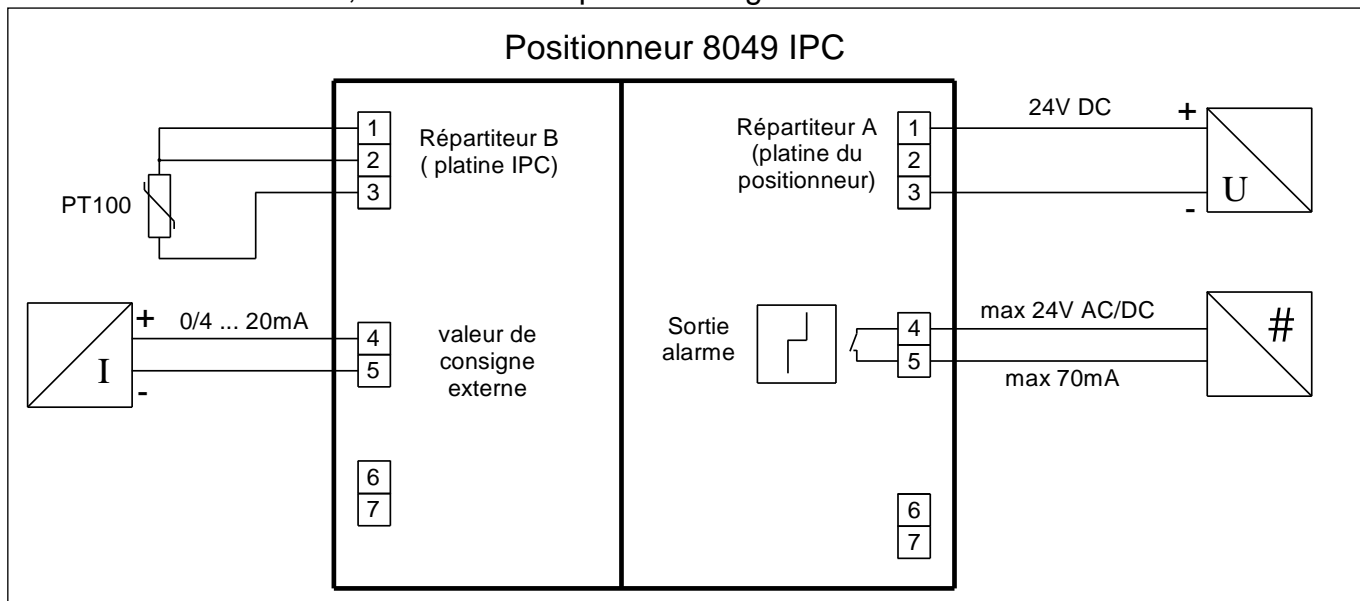 Positionneur 8049 IPC
1
2
3
Répartiteur B
( platine IPC)
PT100
+
0/4 ... 20mA
-
I
4
5
valeur de
consigne
externe
6
7
Répartiteur A
(platine du
positionneur)
1
2
3
24V DC
+
-
U
Sortie
alarme
4
5
max 24V AC/DC
max 70mA
#
6
7